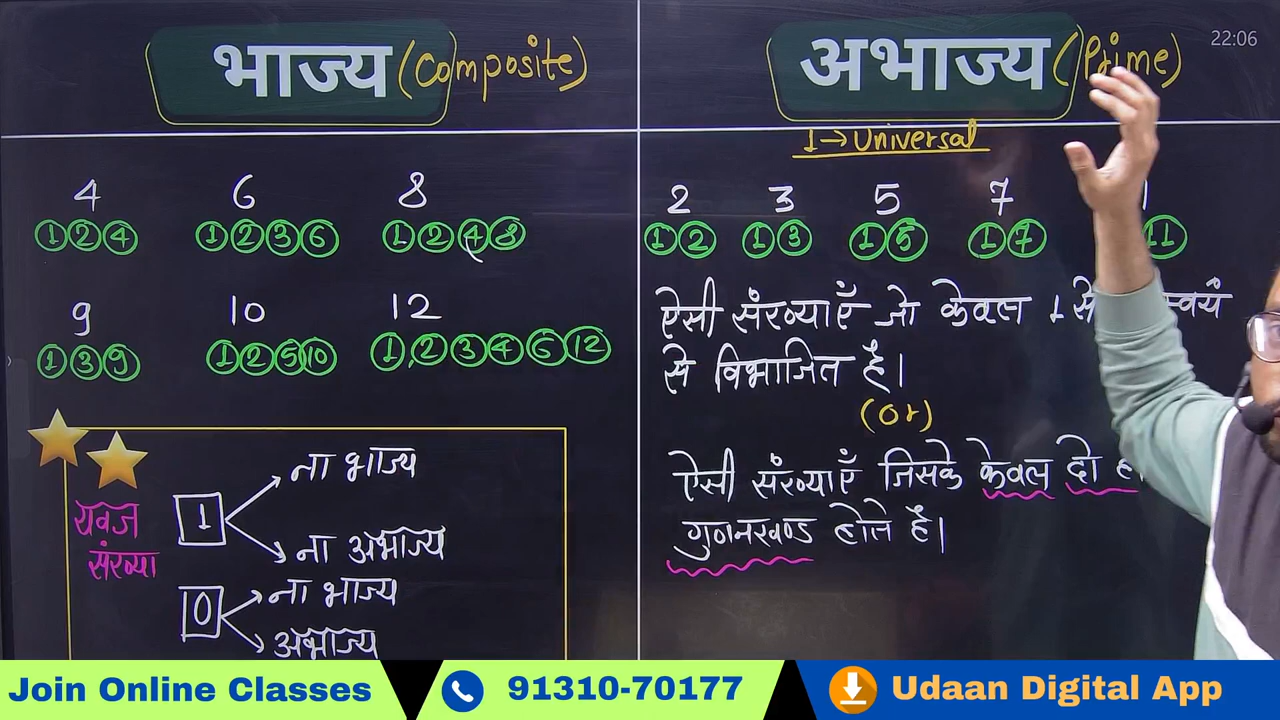 भाज्य (Composite)
4 6 8
1 2 4 1 2 3 6 1 2 4 8
9 10 12
1 3 9 1 2 5 10 1 2 3 4 6 12
ना भाज्य
1
ना अभाज्य
संख्या
ना भाज्य
0
अभाज्य
अभाज्य (Prime)
22:06
1 → Universal
2 3 5 7
1 2 1 3 1 5 1 7 11
ऐसी संख्याएँ जो केवल 1 से स्वयं
से विभाजित है।
(Or)
ऐसी संख्याएँ जिसके केवल दो
गुणनखण्ड होते है।
Join Online Classes 91310-70177 Udaan Digital App